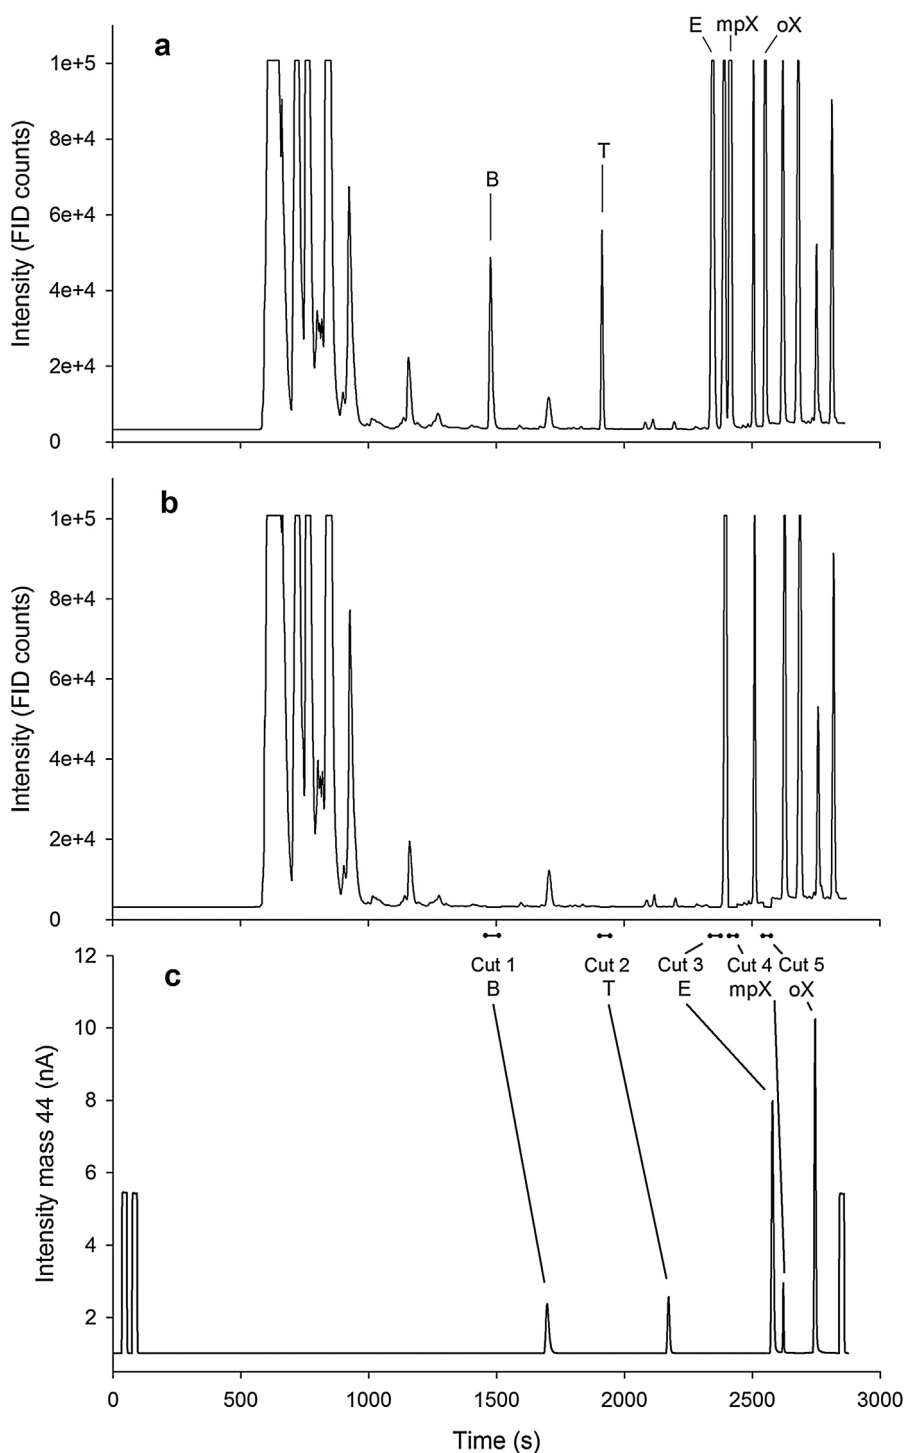 E mpX oX
a
1e+5
8e+4
6e+4
4e+4
2e+4
0
Intensity (FID counts)
B
T
b
1e+5
8e+4
6e+4
4e+4
2e+4
0
Intensity (FID counts)
c
12
10
8
6
4
2
Intensity mass 44 (nA)
Cut 1 Cut 2 Cut 3 Cut 4 Cut 5
B T E mpX oX
0 500 1000 1500 2000 2500 3000
Time (s)